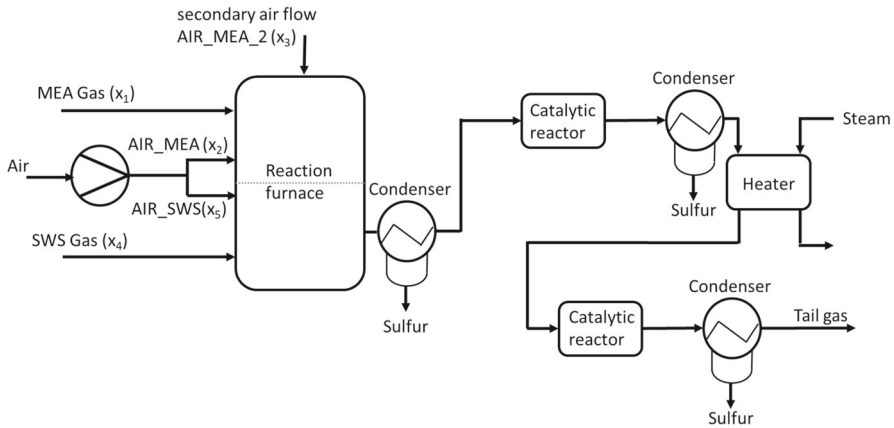 secondary air flow
AIR_MEA_2 (x₃)
MEA Gas (x₁)
AIR_MEA (x₂)
Air
AIR_SWS(x₅)
SWS Gas (x₄)
Reaction
furnace
Condenser
Sulfur
Catalytic
reactor
Condenser
Sulfur
Steam
Heater
Catalytic
reactor
Condenser
Sulfur
Tail gas